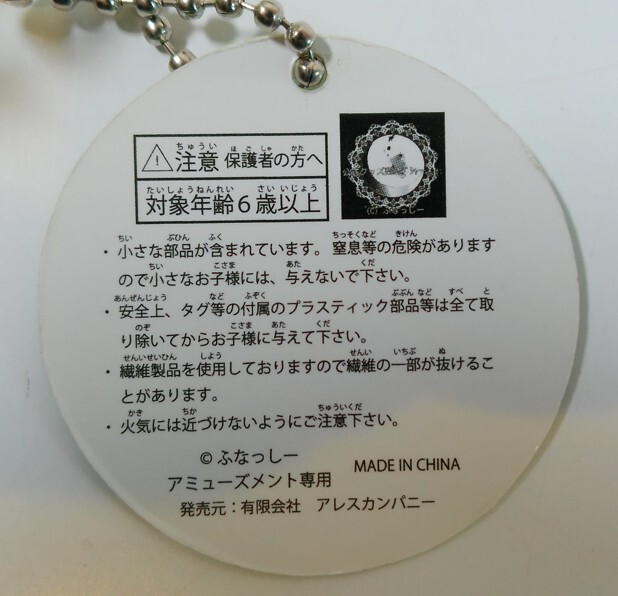 注意 保護者の方へ
対象年齢６歳以上
(C) ふなっしー
・小さな部品が含まれています。窒息等の危険があります
ので小さなお子様には、与えないで下さい。
・安全上、タグ等の付属のプラスティック部品等は全て取
り除いてからお子様に与えて下さい。
・繊維製品を使用しておりますので繊維の一部が抜けるこ
とがあります。
・火気には近づけないようにご注意下さい。
© ふなっしー
MADE IN CHINA
アミューズメント専用
発売元：有限会社 アレスカンパニー